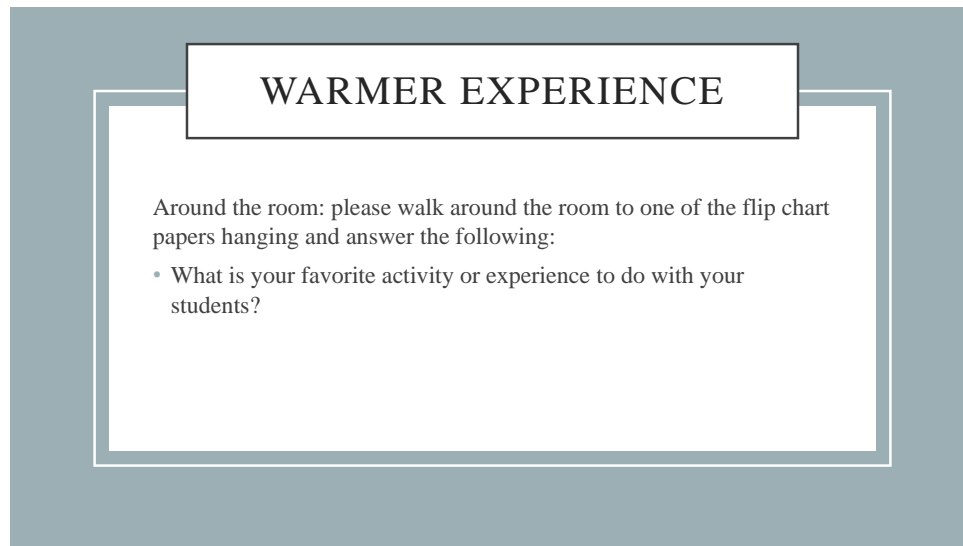 WARMER EXPERIENCE
Around the room: please walk around the room to one of the flip chart
papers hanging and answer the following:
• What is your favorite activity or experience to do with your
students?